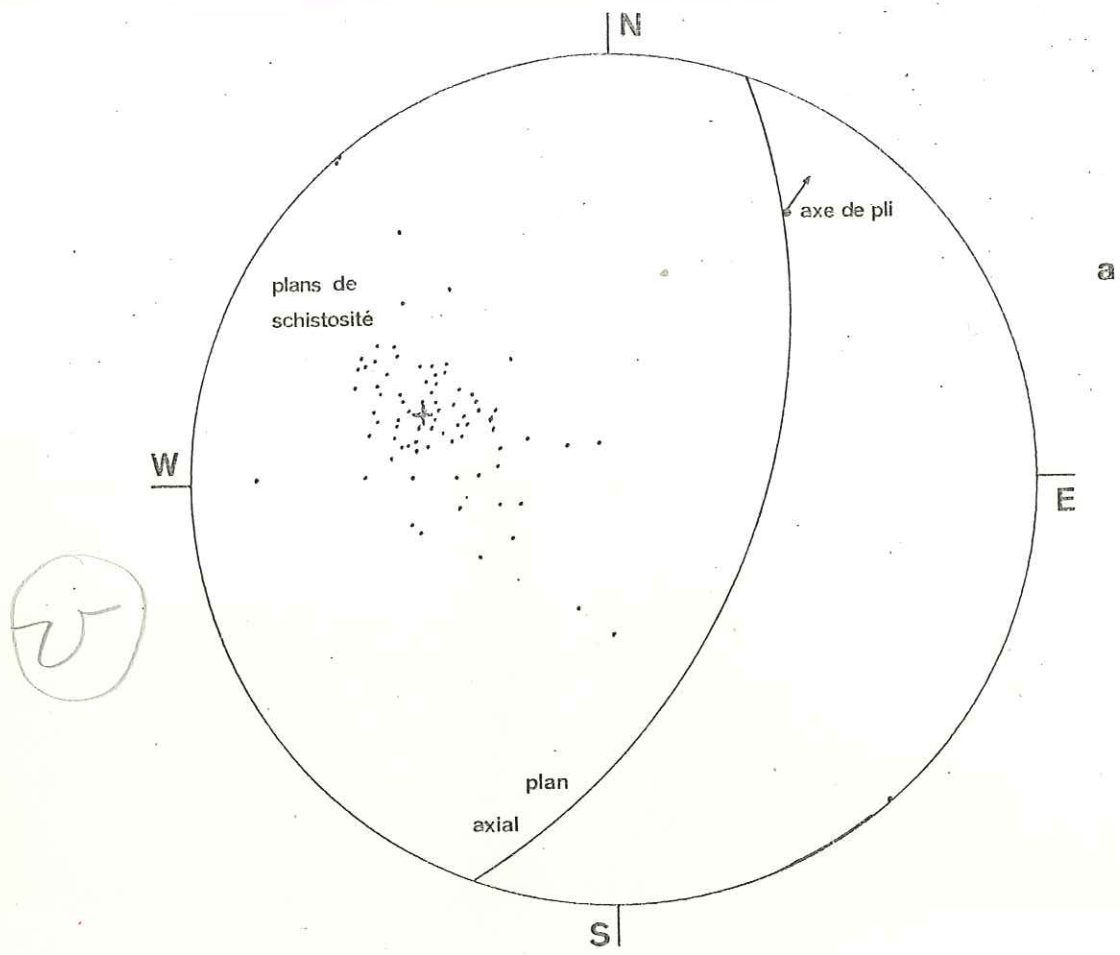 N
axe de pli
a
plans de
schistosité
W
E
plan
axial
S